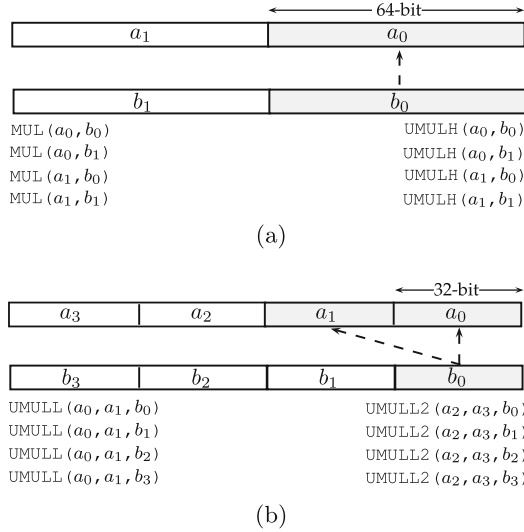 64-bit
a₁ a₀
b₁ b₀
MUL(a₀,b₀) UMULH(a₀,b₀)
MUL(a₀,b₁) UMULH(a₀,b₁)
MUL(a₁,b₀) UMULH(a₁,b₀)
MUL(a₁,b₁) UMULH(a₁,b₁)
(a)
32-bit
a₃ a₂ a₁ a₀
b₃ b₂ b₁ b₀
UMULL(a₀,a₁,b₀) UMULL2(a₂,a₃,b₀)
UMULL(a₀,a₁,b₁) UMULL2(a₂,a₃,b₁)
UMULL(a₀,a₁,b₂) UMULL2(a₂,a₃,b₂)
UMULL(a₀,a₁,b₃) UMULL2(a₂,a₃,b₃)
(b)